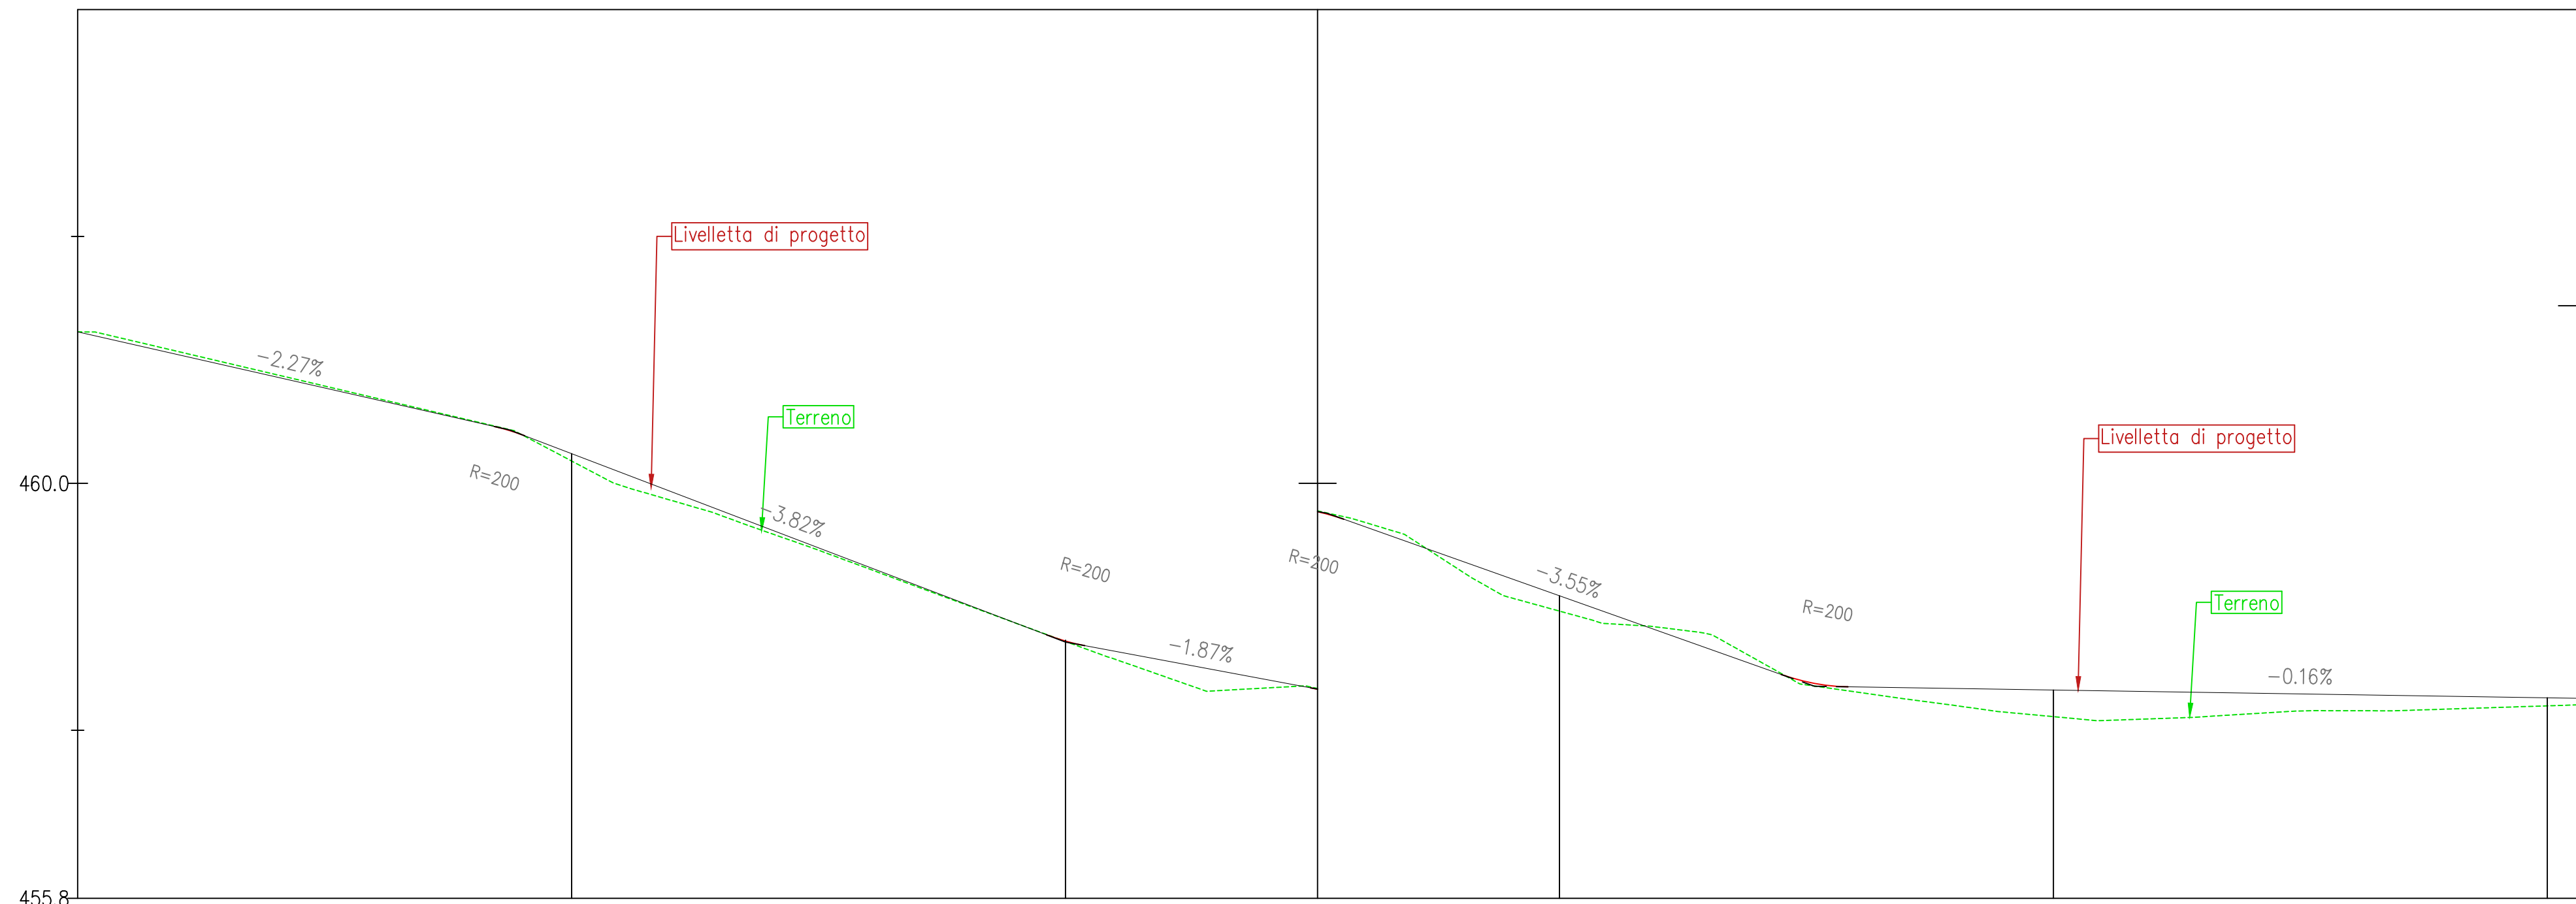 Livelletta di progetto
-2.27%
Terreno
Livelletta di progetto
R=200
460.0
-3.82%
R=200
R=200
-3.55%
R=200
Terreno
-1.87%
-0.16%
455.8